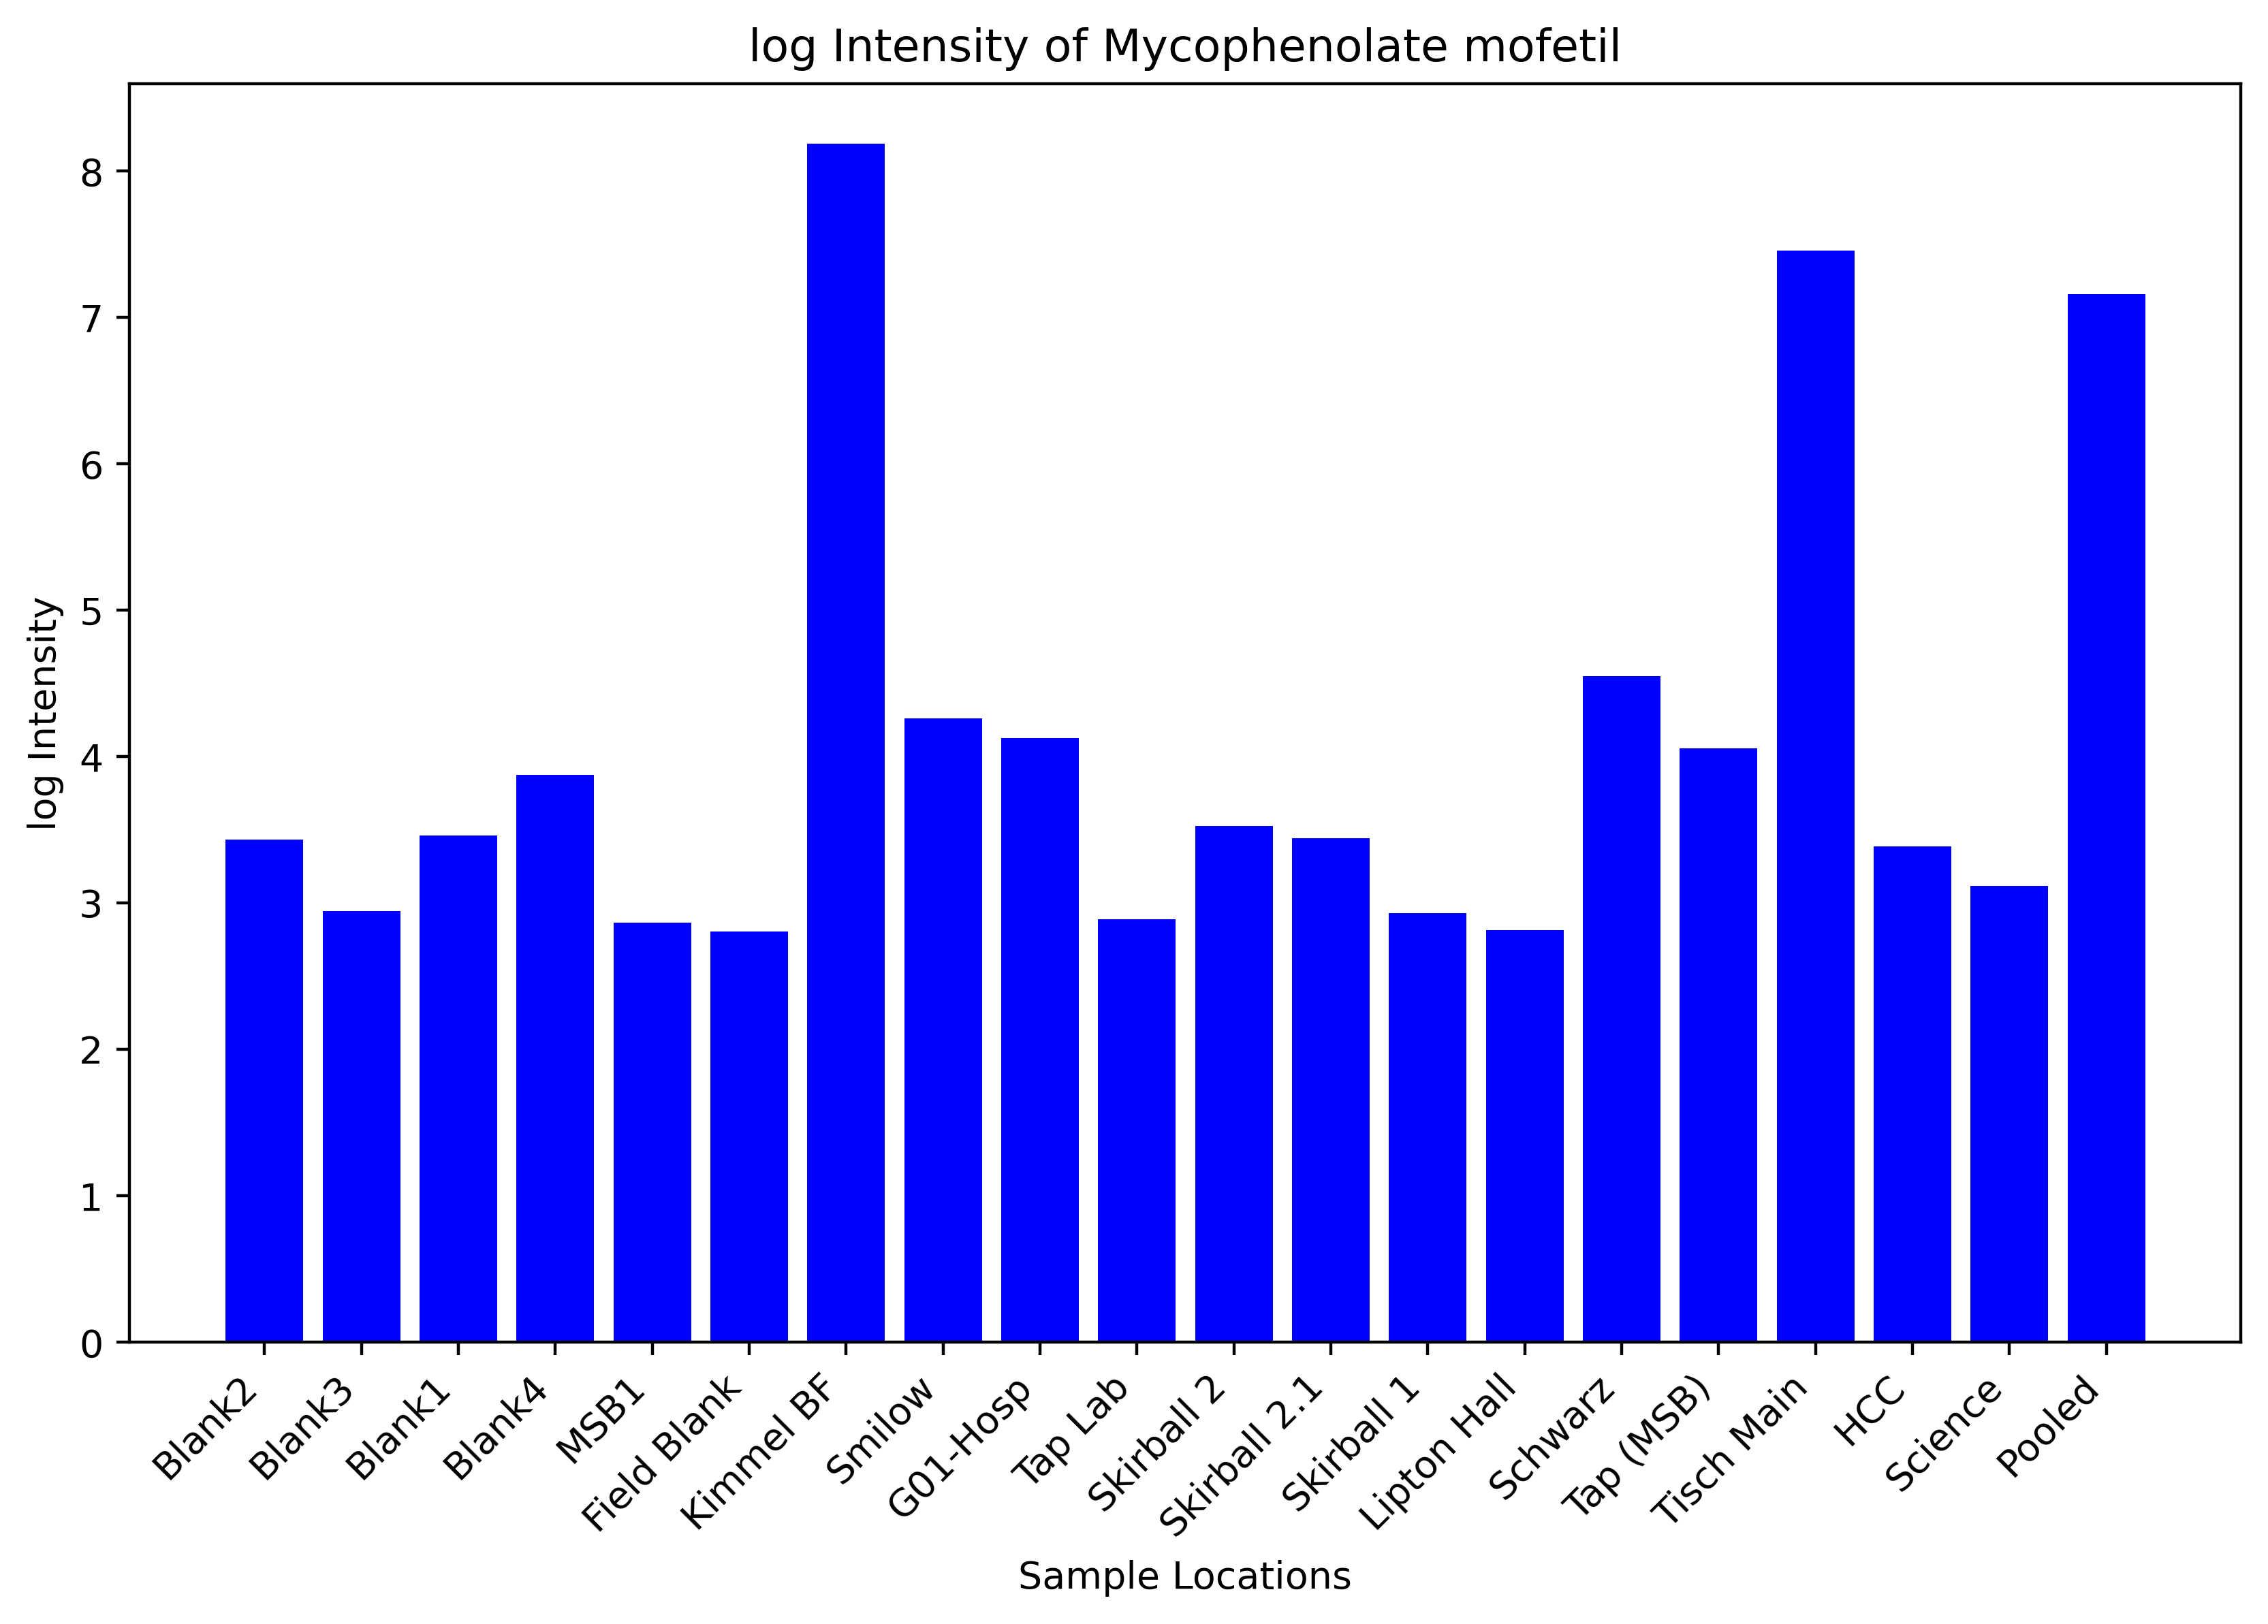 log Intensity of Mycophenolate mofetil
log Intensity
8
7
6
5
4
3
2
1
0
Blank2
Blank3
Blank1
Blank4
MSB1
Field Blank
Kimmel BF
Smilow
G01-Hosp
Tap Lab
Skirball 2
Skirball 2.1
Skirball 1
Lipton Hall
Schwarz
Tap (MSB)
Tisch Main
HCC
Science
Pooled
Sample Locations